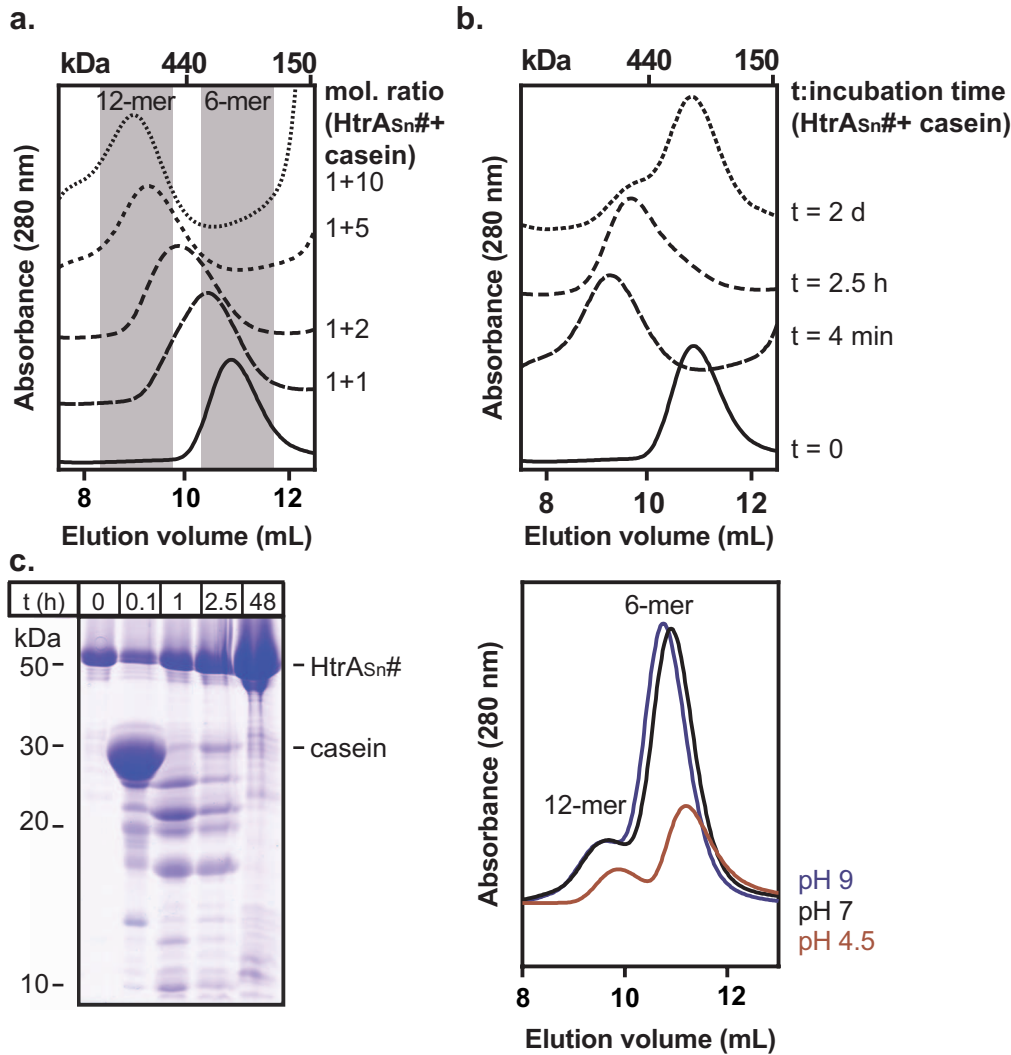 a.
kDa 440 150
12-mer 6-mer
mol. ratio
(HtrASn#+
casein)
1+10
1+5
1+2
1+1
Absorbance (280 nm)
8 10 12
Elution volume (mL)
b.
kDa 440 150
t:incubation time
(HtrASn#+ casein)
t = 2 d
t = 2.5 h
t = 4 min
t = 0
Absorbance (280 nm)
8 10 12
Elution volume (mL)
c.
t (h) 0 0.1 1 2.5 48
kDa
50 HtrASn#
30 casein
20
10
6-mer
12-mer
Absorbance (280 nm)
pH 9
pH 7
pH 4.5
8 10 12
Elution volume (mL)